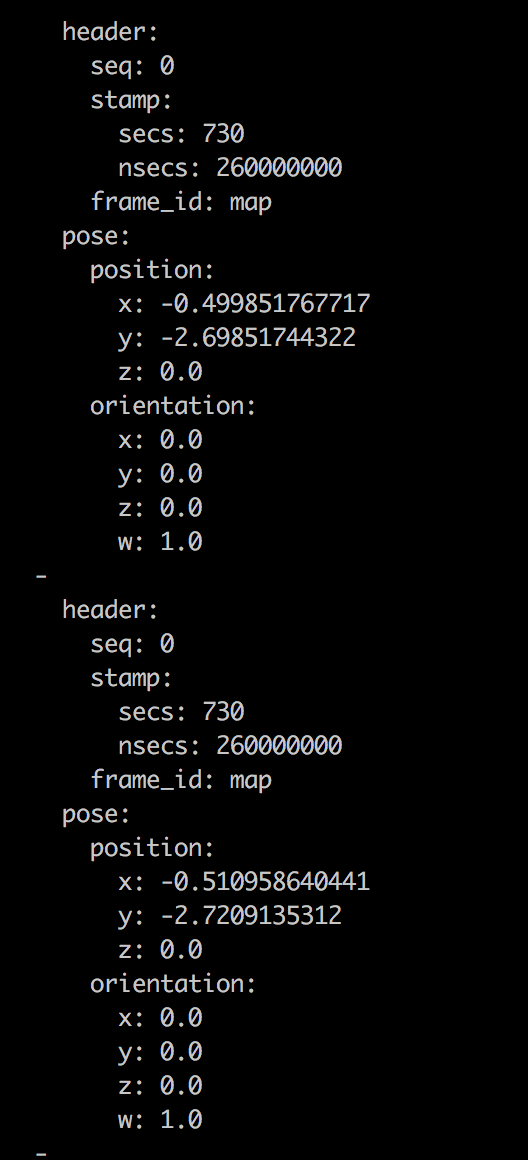 header:
seq: 0
stamp:
secs: 730
nsecs: 260000000
frame_id: map
pose:
position:
x: -0.499851767717
y: -2.69851744322
z: 0.0
orientation:
x: 0.0
y: 0.0
z: 0.0
w: 1.0
-
header:
seq: 0
stamp:
secs: 730
nsecs: 260000000
frame_id: map
pose:
position:
x: -0.510958640441
y: -2.7209135312
z: 0.0
orientation:
x: 0.0
y: 0.0
z: 0.0
w: 1.0
-